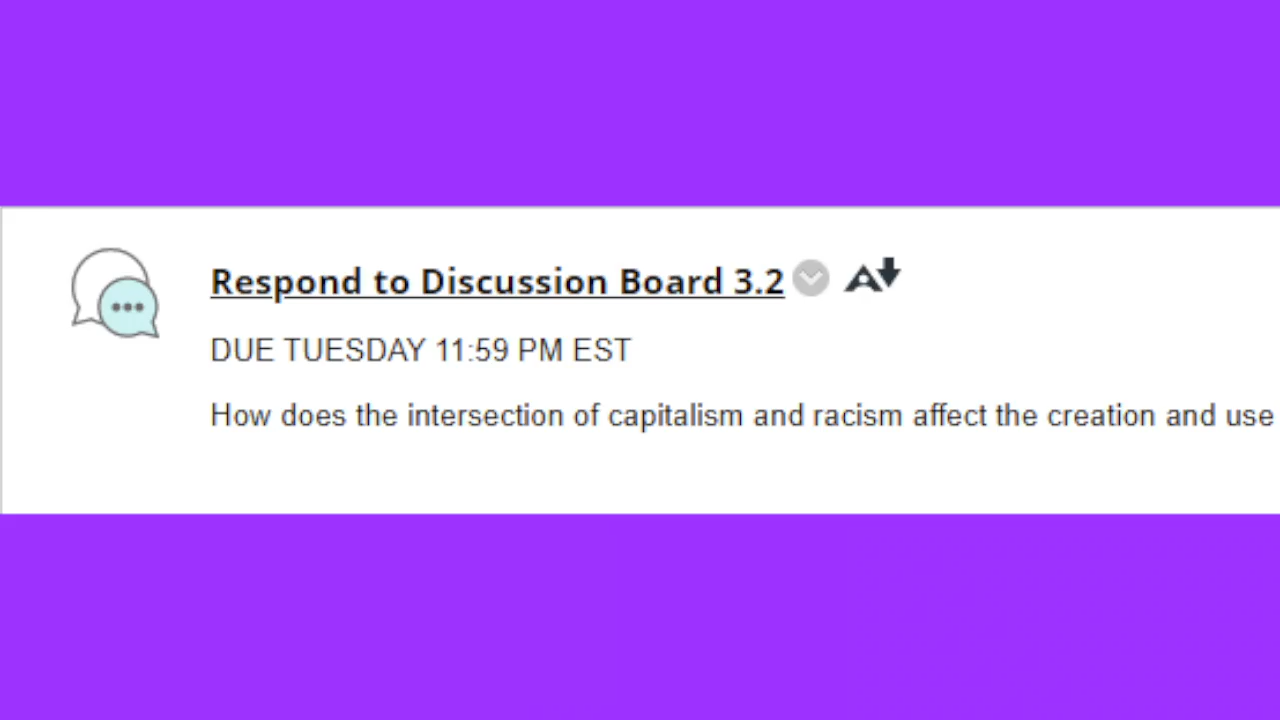 Respond to Discussion Board 3.2
DUE TUESDAY 11:59 PM EST
How does the intersection of capitalism and racism affect the creation and use